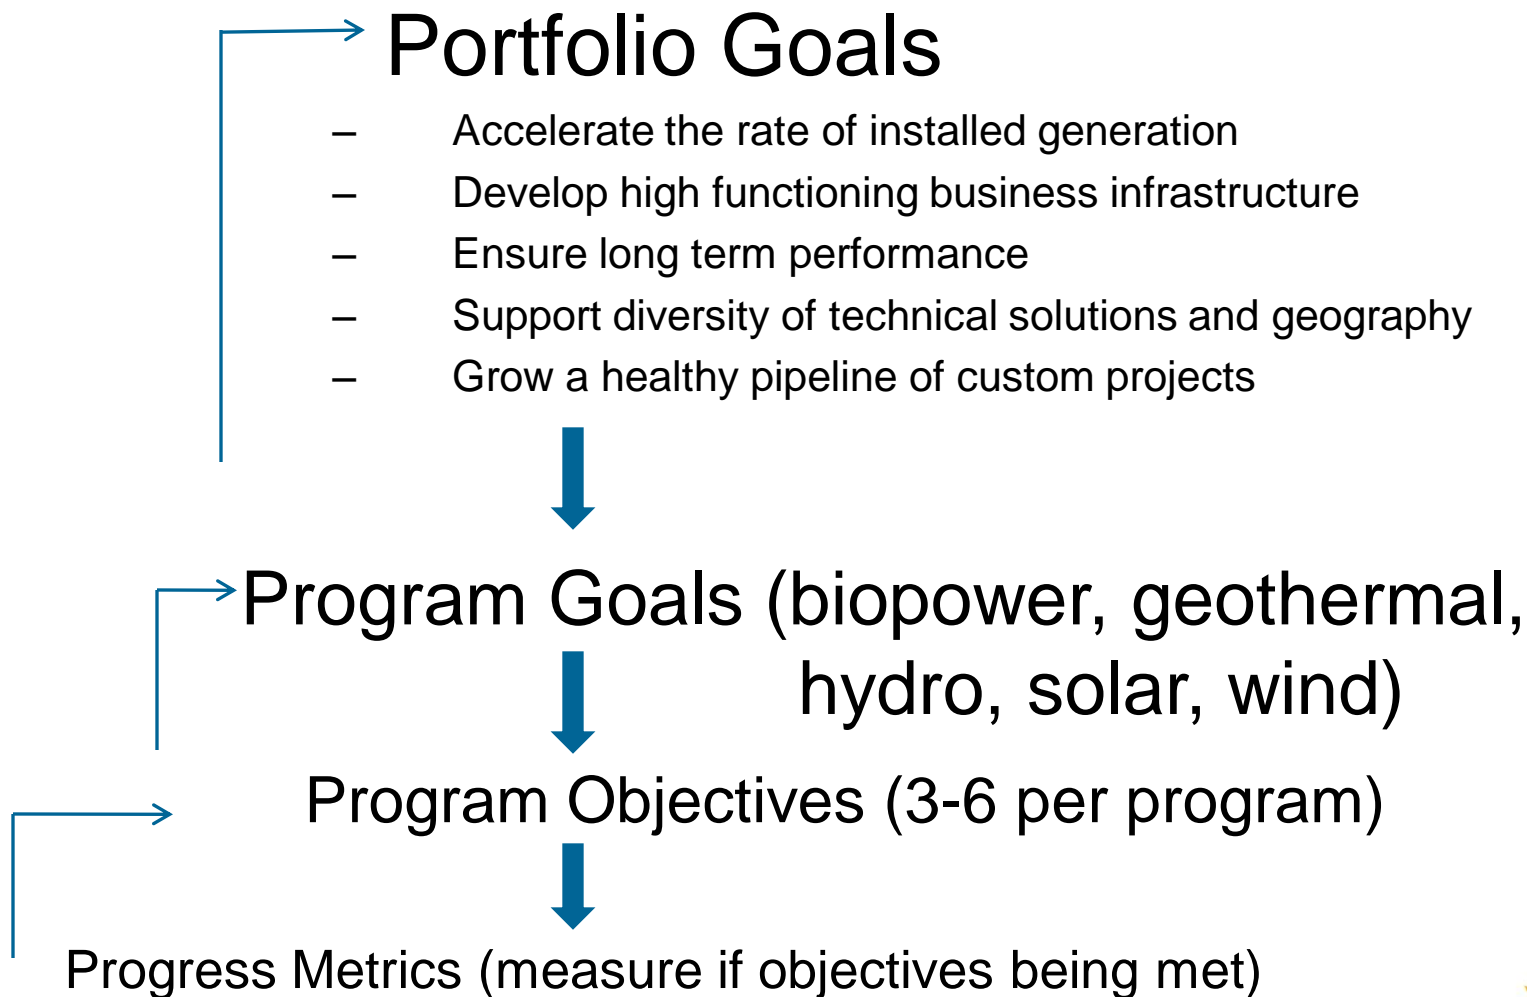 Portfolio Goals
– Accelerate the rate of installed generation
– Develop high functioning business infrastructure
– Ensure long term performance
– Support diversity of technical solutions and geography
– Grow a healthy pipeline of custom projects
Program Goals (biopower, geothermal,
hydro, solar, wind)
Program Objectives (3-6 per program)
Progress Metrics (measure if objectives being met)